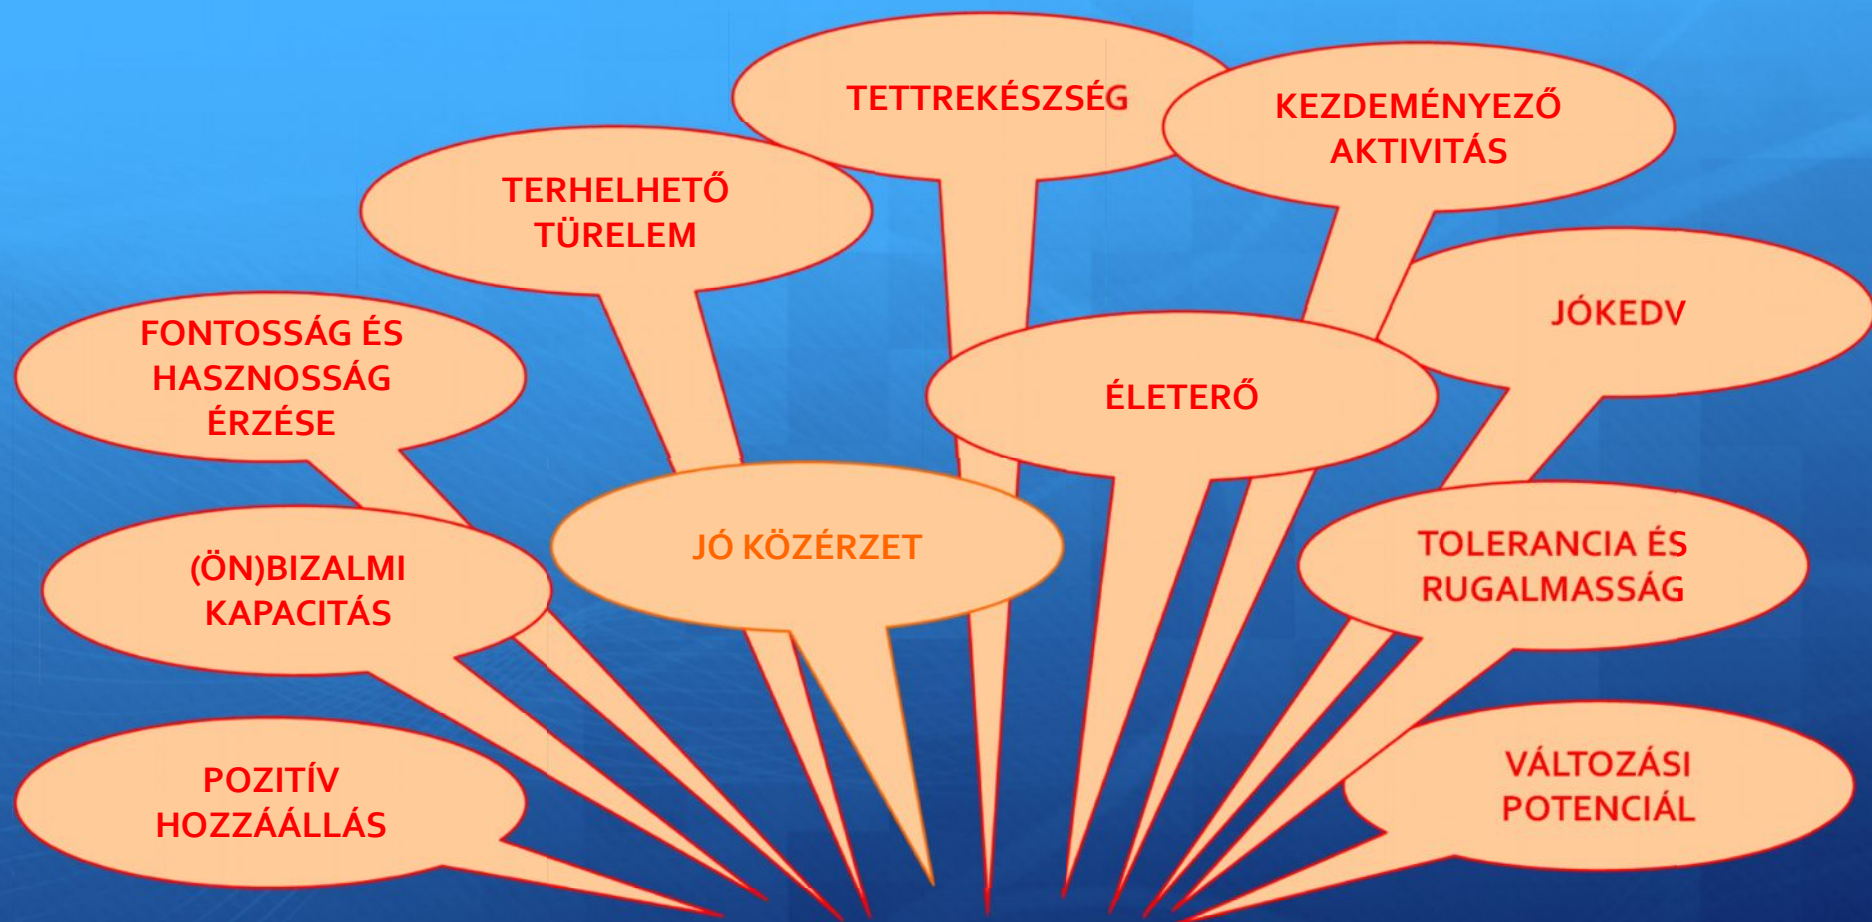 TETTREKÉSZSÉG
KEZDEMÉNYEZŐ
AKTIVITÁS
TERHELHETŐ
TÜRELEM
JÓKEDV
FONTOSSÁG ÉS
HASZNOSSÁG
ÉRZÉSE
ÉLETERŐ
JÓ KÖZÉRZET
(ÖN)BIZALMI
KAPACITÁS
TOLERANCIA ÉS
RUGALMASSÁG
POZITÍV
HOZZÁÁLLÁS
VÁLTOZÁSI
POTENCIÁL